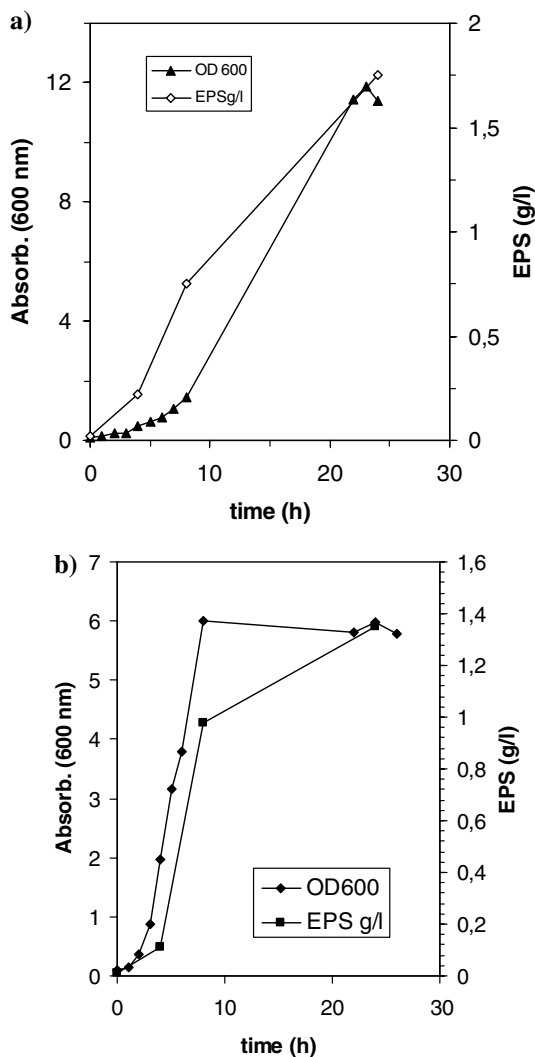 a)
OD 600
EPSg/l
Absorb. (600 nm)
12
8
4
0
2
1,5
1
0,5
0
EPS (g/l)
0 10 20 30
time (h)
b)
7
6
5
4
3
2
1
0
Absorb. (600 nm)
1,6
1,4
1,2
1
0,8
0,6
0,4
0,2
0
EPS (g/l)
OD600
EPS g/l
0 10 20 30
time (h)